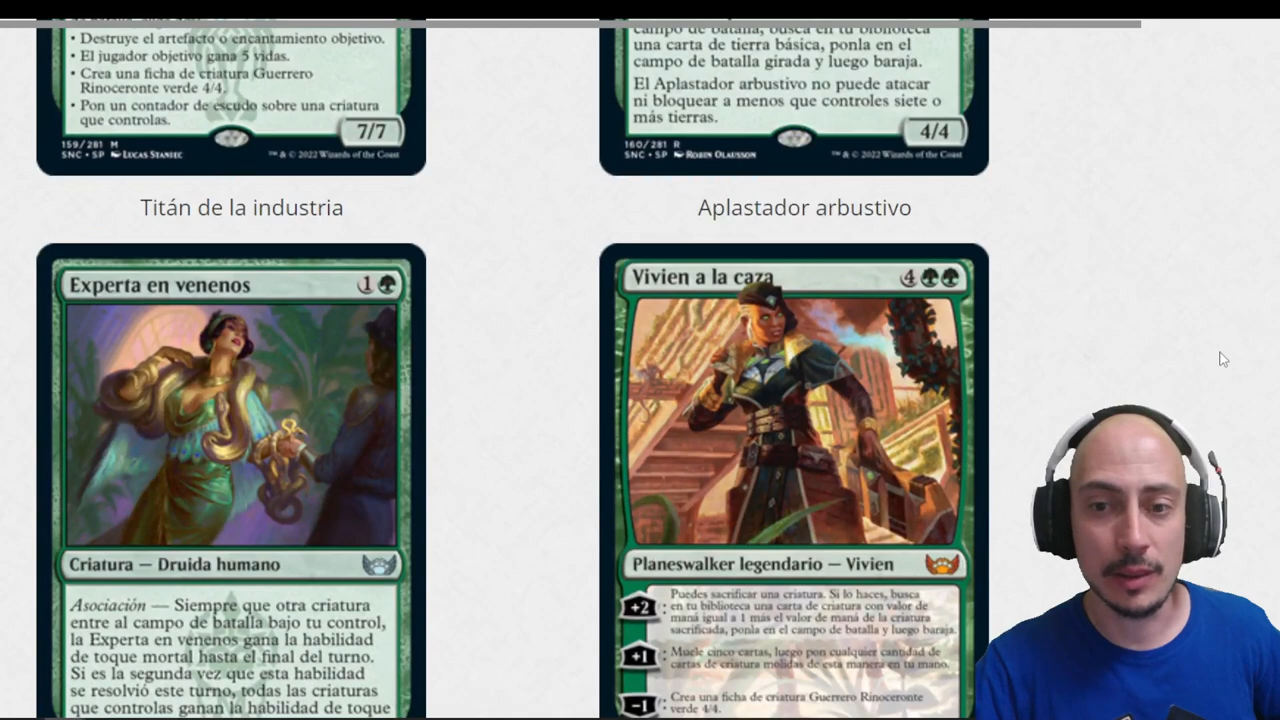 • Destruye el artefacto o encantamiento objetivo.
• El jugador objetivo gana 5 vidas.
• Crea una ficha de criatura Guerrero
Rinoceronte verde 4/4.
• Pon un contador de escudo sobre una criatura
que controlas.
7/7
159/281 M
SNC • SP LUCAS STANIEC
™ & © 2022 Wizards of the Coast
campo de batalla, busca en tu biblioteca
una carta de tierra básica, ponla en el
campo de batalla girada y luego baraja.
El Aplastador arbustivo no puede atacar
ni bloquear a menos que controles siete o
más tierras.
4/4
160/281 R
SNC • SP ROBIN OLAUSSON
™ & © 2022 Wizards of the Coast
Titán de la industria
Aplastador arbustivo
Experta en venenos 1
Criatura — Druida humano
Asociación — Siempre que otra criatura
entre al campo de batalla bajo tu control,
la Experta en venenos gana la habilidad
de toque mortal hasta el final del turno.
Si es la segunda vez que esta habilidad
se resolvió este turno, todas las criaturas
que controlas ganan la habilidad de toque
Vivien a la caza 4
Planeswalker legendario — Vivien
+2: Puedes sacrificar una criatura. Si lo haces, busca
en tu biblioteca una carta de criatura con valor de
maná igual a 1 más el valor de maná de la criatura
sacrificada, ponla en el campo de batalla y luego baraja.
+1: Muele cinco cartas, luego pon cualquier cantidad de
cartas de criatura molidas de esta manera en tu mano.
−1: Crea una ficha de criatura Guerrero Rinoceronte
verde 4/4.